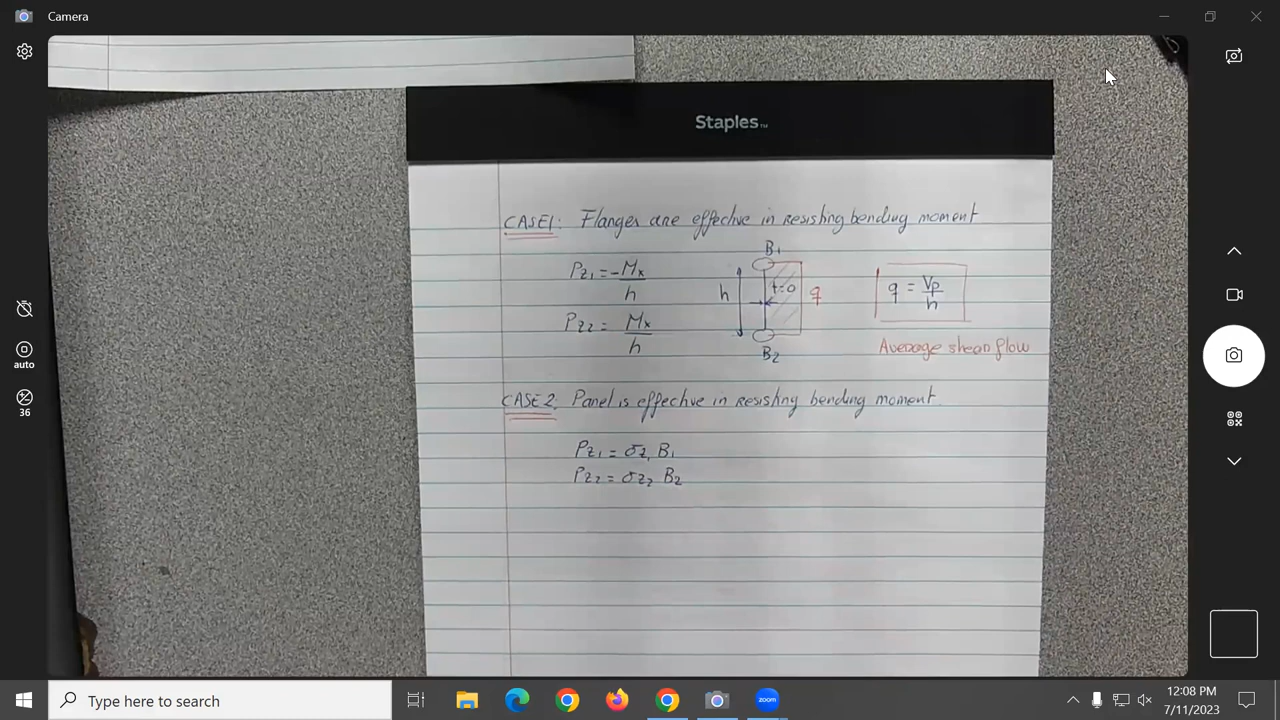 Camera
Staples
CASE1: Flanges are effective in resisting bending moment
Pz1 = -Mx/h
Pz2 = Mx/h
B1
h
t=0
q
B2
q = Vp/h
Average shear flow
CASE 2. Panel is effective in resisting bending moment
Pz1 = σz1 B1
Pz2 = σz2 B2
auto
36
Type here to search
zoom
12:08 PM
7/11/2023